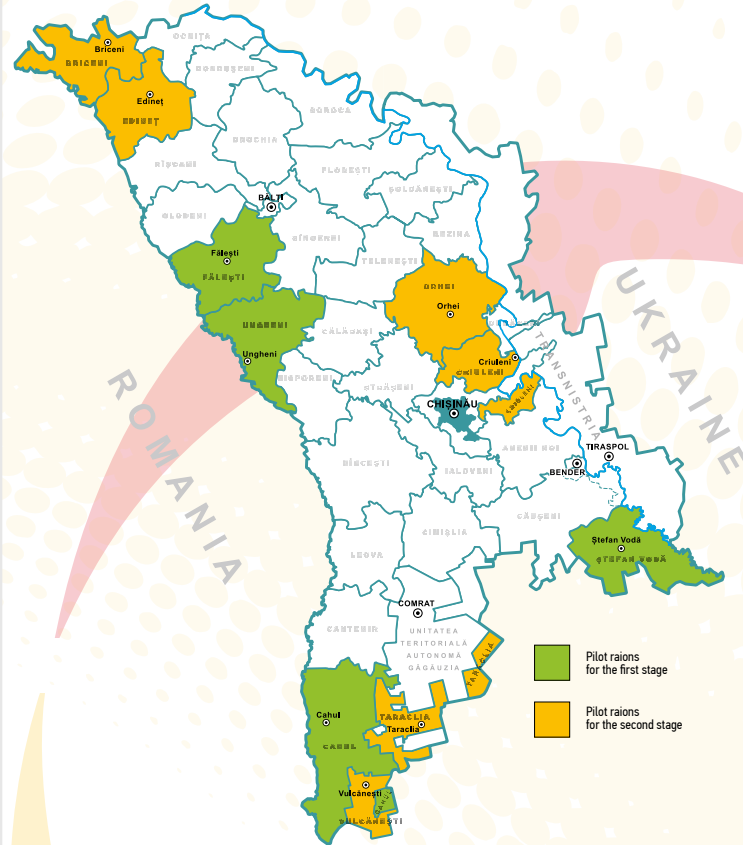 OCNIȚA
Briceni
BRICENI
DONDUȘENI
Edineț
EDINEȚ
SOROCA
DROCHIA
RÎȘCANI
FLOREȘTI
ȘOLDĂNEȘTI
BĂLȚI
GLODENI
SÎNGEREI
REZINA
Fălești
FĂLEȘTI
TELENEȘTI
ORHEI
Orhei
UNGHENI
Ungheni
CĂLĂRAȘI
Criuleni
CRIULENI
NISPORENI
STRĂȘENI
CHIȘINĂU
CRIULENI
TRANSNISTRIA
UKRAINE
ROMANIA
ANENII NOI
TIRASPOL
BENDER
HÎNCEȘTI
IALOVENI
CĂUȘENI
CIMIȘLIA
LEOVA
Ștefan Vodă
ȘTEFAN VODĂ
COMRAT
CANTEMIR
UNITATEA
TERITORIALĂ
AUTONOMĂ
GĂGĂUZIA
TARACLIA
Pilot raions
for the first stage
Cahul
CAHUL
TARACLIA
Taraclia
Pilot raions
for the second stage
Vulcănești
CAHUL
VULCĂNEȘTI